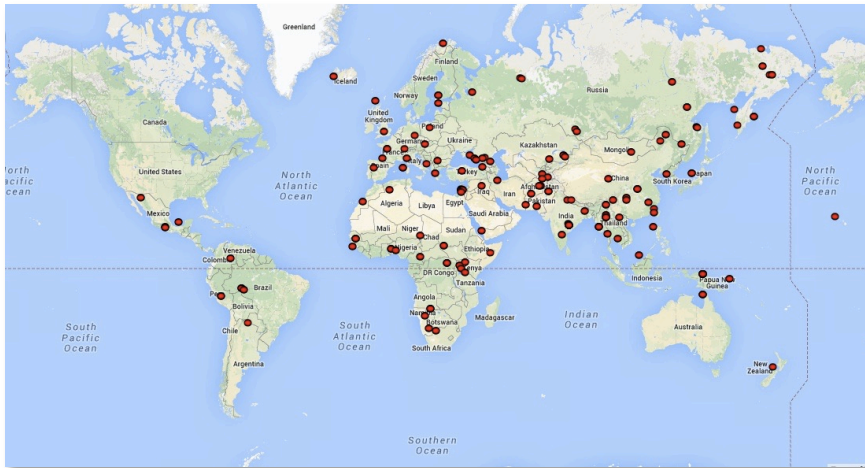 Greenland
Iceland
Finland
Sweden
Norway
Russia
United
Kingdom
Canada
Poland
Germany
Ukraine
Kazakhstan
Mongolia
France
Italy
Spain
Turkey
United States
North
Pacific
Ocean
North
Atlantic
Ocean
Afghanistan
China
South Korea
Japan
Iraq
Iran
Pakistan
Algeria
Libya
Egypt
Saudi Arabia
India
Mexico
Mali
Niger
Chad
Sudan
Thailand
Nigeria
Ethiopia
Venezuela
Colombia
Kenya
DR Congo
Indonesia
Papua New
Guinea
Tanzania
Brazil
Peru
Angola
Bolivia
Namibia
Botswana
Madagascar
Indian
Ocean
Australia
South
Pacific
Ocean
Chile
South
Atlantic
Ocean
South Africa
Argentina
New
Zealand
Southern
Ocean